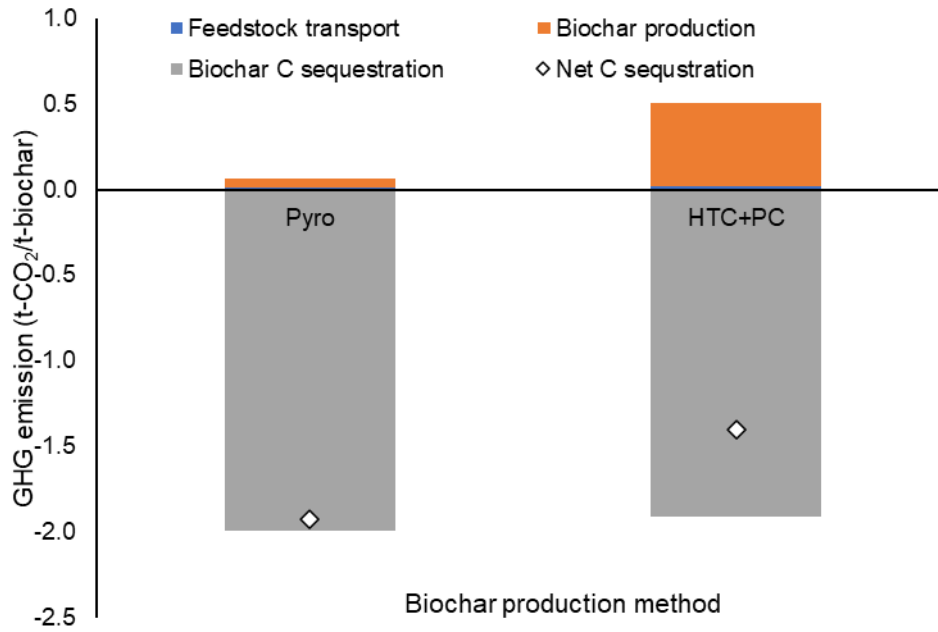 1.0
Feedstock transport
Biochar production
Biochar C sequestration
Net C sequstration
0.5
0.0
Pyro
HTC+PC
-0.5
-1.0
-1.5
-2.0
-2.5
GHG emission (t-CO₂/t-biochar)
Biochar production method